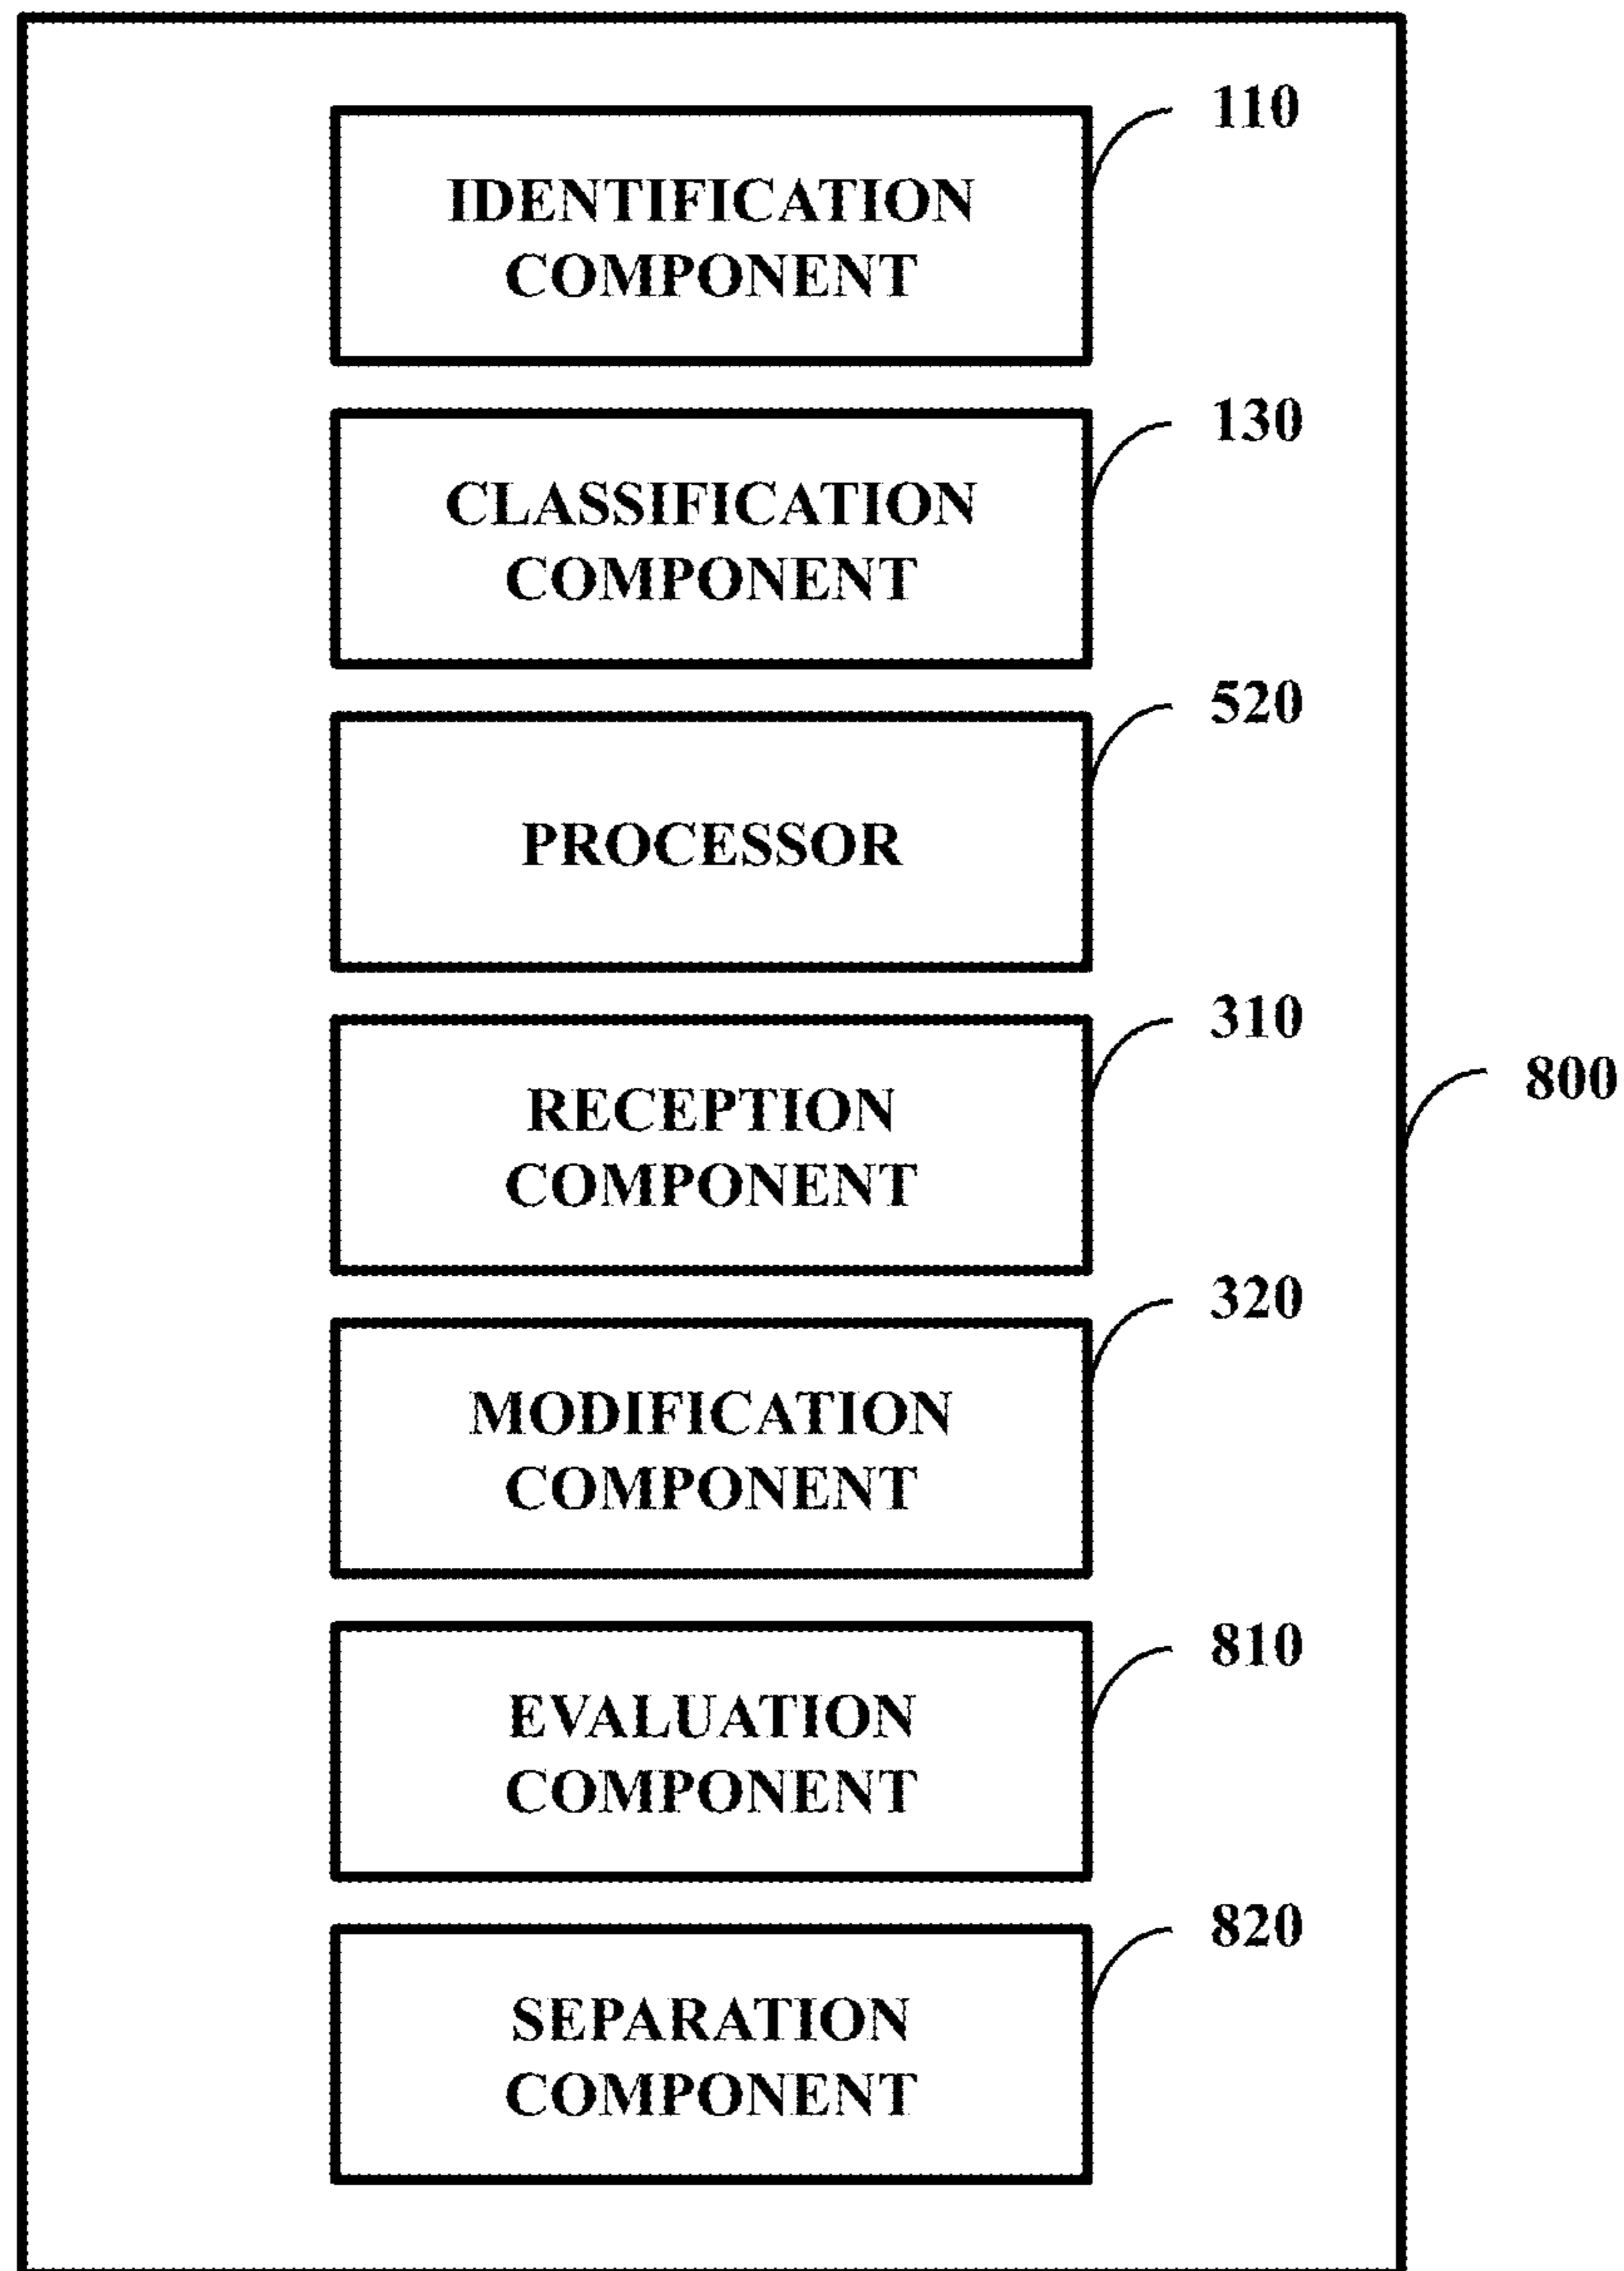 110
IDENTIFICATION
COMPONENT
130
CLASSIFICATION
COMPONENT
520
PROCESSOR
310
RECEPTION
COMPONENT
800
320
MODIFICATION
COMPONENT
810
EVALUATION
COMPONENT
820
SEPARATION
COMPONENT